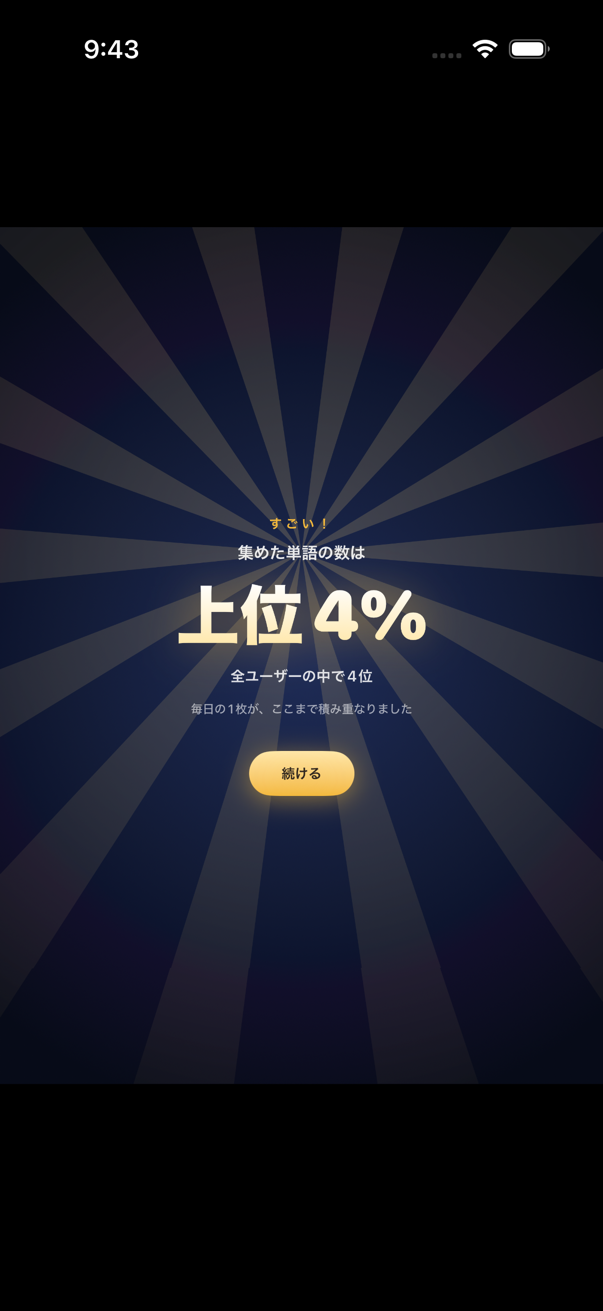 9:43
すごい！
集めた単語の数は
上位4%
全ユーザーの中で4位
毎日の1枚が、ここまで積み重なりました
続ける